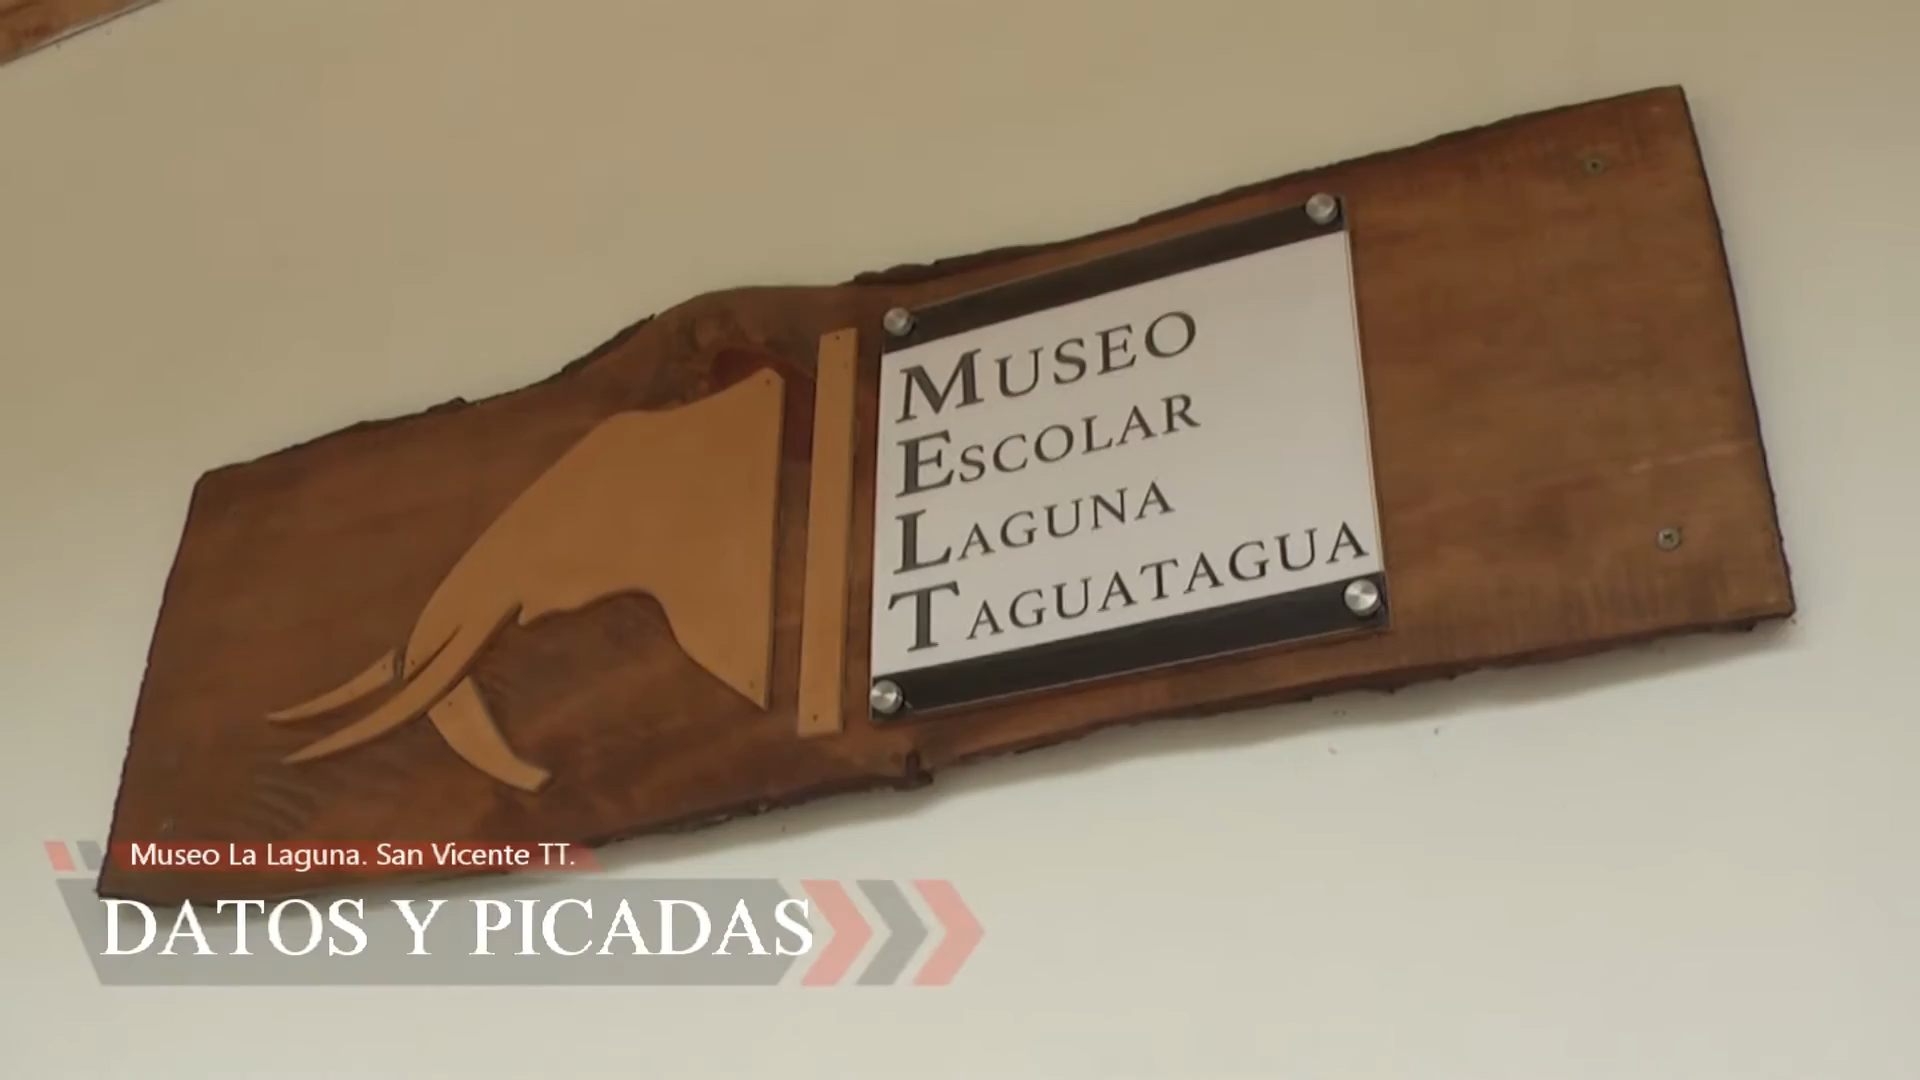 MUSEO
ESCOLAR
LAGUNA
TAGUATAGUA
Museo La Laguna. San Vicente TT.
DATOS Y PICADAS